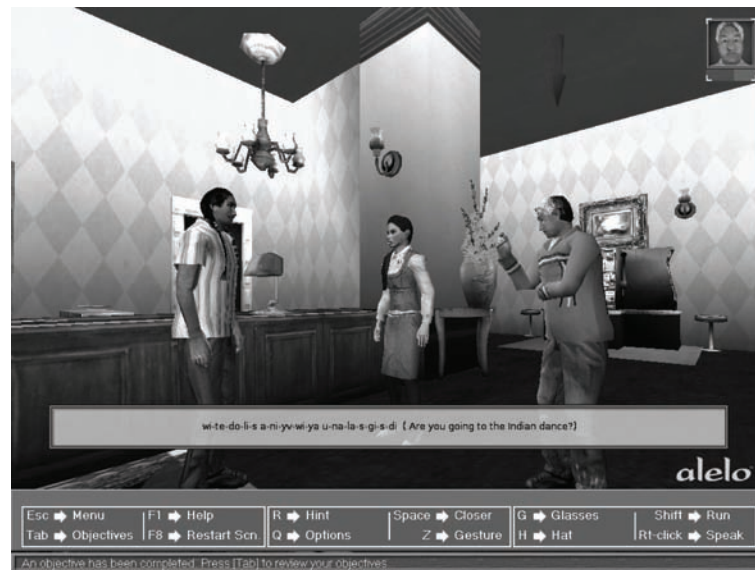 wi-te-do-li-s a-ni-yv-wi-ya u-na-la-s-gi-s-di ( Are you going to the Indian dance?)
alelo
Esc ➡ Menu F1 ➡ Help R ➡ Hint Space ➡ Closer G ➡ Glasses Shift ➡ Run
Tab ➡ Objectives F8 ➡ Restart Scn Q ➡ Options Z ➡ Gesture H ➡ Hat Rt-click ➡ Speak
An objective has been completed. Press [Tab] to review your objectives